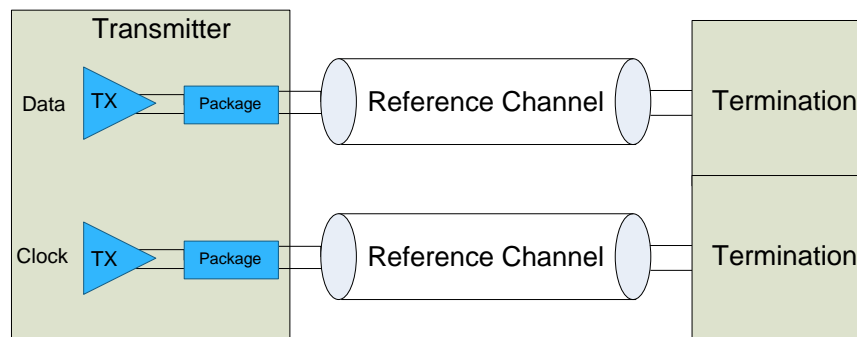 Transmitter
Data
TX
Package
Reference Channel
Termination
Clock
TX
Package
Reference Channel
Termination